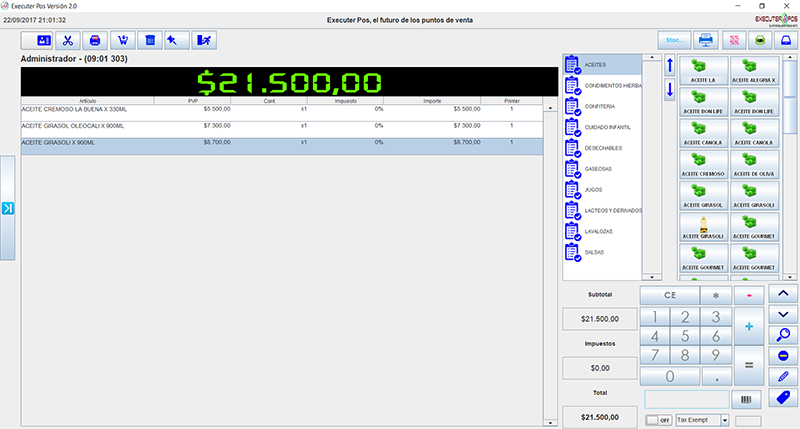 Executer Pos Versión 2.0
22/09/2017 21:01:32
Executer Pos, el futuro de los puntos de venta
EXECUTER POS
Stoc...
Administrador - (09:01 303)
$21.500,00
Artículo PVP Cant. Impuesto Importe Printer
ACEITE CREMOSO LA BUENA X 330ML $5.500,00 x1 0% $5.500,00 1
ACEITE GIRASOL OLEOCALI X 900ML $7.300,00 x1 0% $7.300,00 1
ACEITE GIRASOLI X 900ML $8.700,00 x1 0% $8.700,00 1
ACEITES
CONDIMENTOS HIERBA
CONFITERIA
CUIDADO INFANTIL
DESECHABLES
GASEOSAS
JUGOS
LACTEOS Y DERIVADOS
LAVALOZAS
SALSAS
ACEITE LA
ACEITE ALEGRIA X
ACEITE BON LIFE
ACEITE BON LIFE
ACEITE CANOLA
ACEITE CANOLA
ACEITE CREMOSO
ACEITE DE OLIVA
ACEITE GIRASOL
ACEITE GIRASOLI
ACEITE GIRASOLI
ACEITE GOURMET
ACEITE GOURMET
ACEITE GOURMET
Subtotal
$21.500,00
Impuestos
$0,00
Total
$21.500,00
CE * -
1 2 3 +
4 5 6
7 8 9 =
0 .
OFF
Tax Exempt